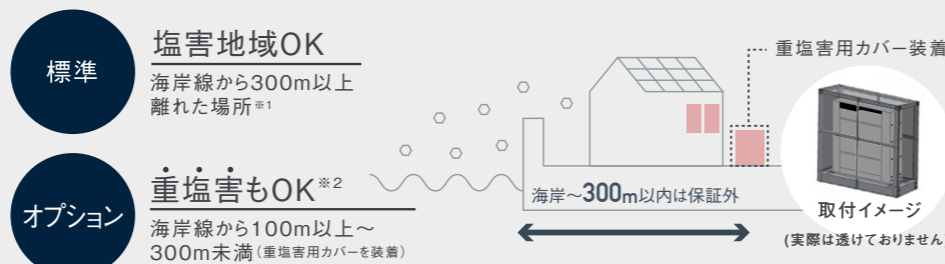 標準
塩害地域OK
海岸線から300m以上
離れた場所※1
オプション
重塩害もOK※2
海岸線から100m以上～
300m未満(重塩害用カバーを装着)
重塩害用カバー装着
海岸～300m以内は保証外
取付イメージ
(実際は透けておりません)